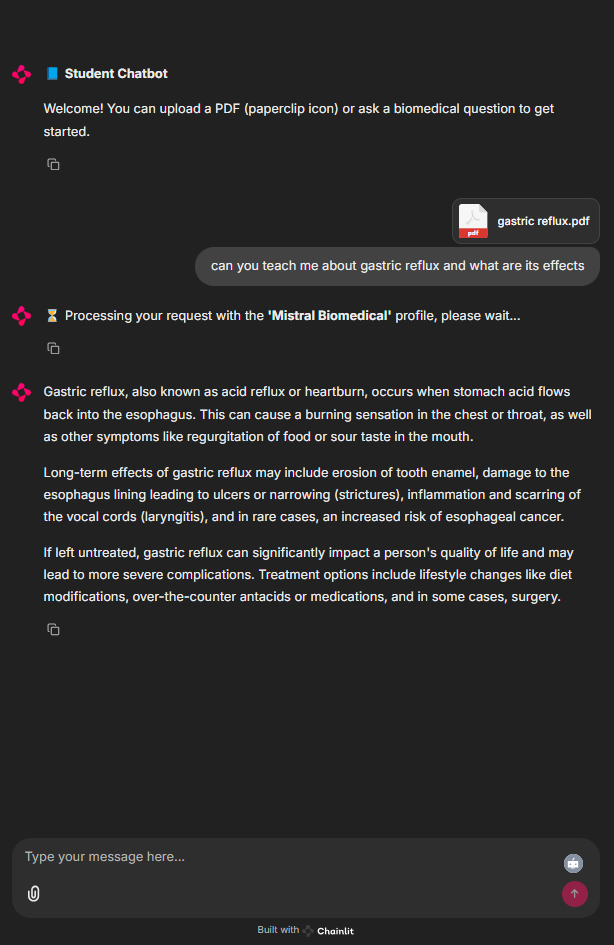 📘 Student Chatbot
Welcome! You can upload a PDF (paperclip icon) or ask a biomedical question to get
started.
pdf
gastric reflux.pdf
can you teach me about gastric reflux and what are its effects
⏳ Processing your request with the 'Mistral Biomedical' profile, please wait...
Gastric reflux, also known as acid reflux or heartburn, occurs when stomach acid flows
back into the esophagus. This can cause a burning sensation in the chest or throat, as well
as other symptoms like regurgitation of food or sour taste in the mouth.
Long-term effects of gastric reflux may include erosion of tooth enamel, damage to the
esophagus lining leading to ulcers or narrowing (strictures), inflammation and scarring of
the vocal cords (laryngitis), and in rare cases, an increased risk of esophageal cancer.
If left untreated, gastric reflux can significantly impact a person's quality of life and may
lead to more severe complications. Treatment options include lifestyle changes like diet
modifications, over-the-counter antacids or medications, and in some cases, surgery.
Type your message here...
Built with Chainlit